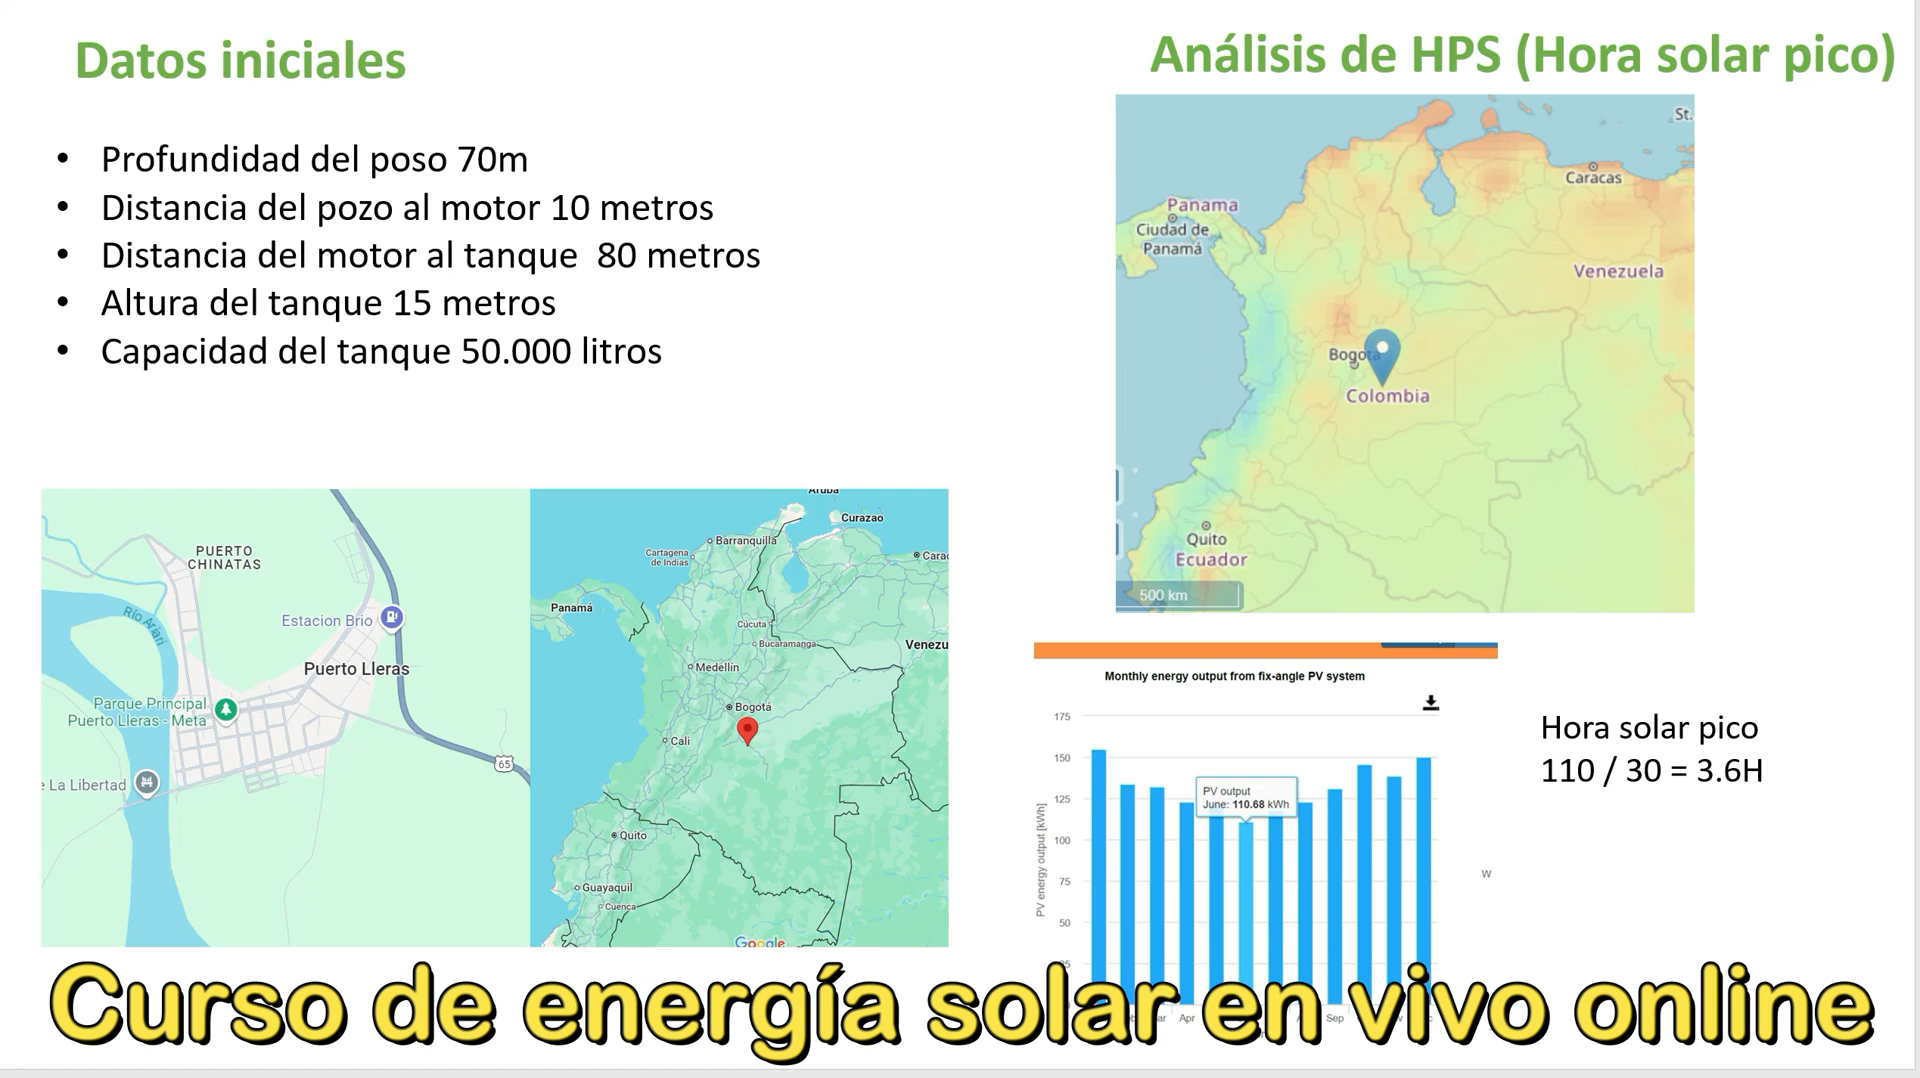 Datos iniciales
• Profundidad del poso 70m
• Distancia del pozo al motor 10 metros
• Distancia del motor al tanque 80 metros
• Altura del tanque 15 metros
• Capacidad del tanque 50.000 litros
Análisis de HPS (Hora solar pico)
St.
Caracas
Panama
Ciudad de
Panamá
Venezuela
Bogotá
Colombia
Quito
Ecuador
500 km
PUERTO
CHINATAS
Río Ariari
Estacion Brio
Puerto Lleras
Parque Principal
Puerto Lleras - Meta
65
e La Libertad
Aruba
Curazao
Barranquilla
Cartagena
de Indias
Carac
Panamá
Cúcuta
Bucaramanga
Venezu
Medellín
Bogotá
Cali
Quito
Guayaquil
Cuenca
Google
Monthly energy output from fix-angle PV system
175
150
125
100
75
50
25
PV energy output [kWh]
PV output
June: 110.68 kWh
Apr
Sep
W
Hora solar pico
110 / 30 = 3.6H
Curso de energía solar en vivo online